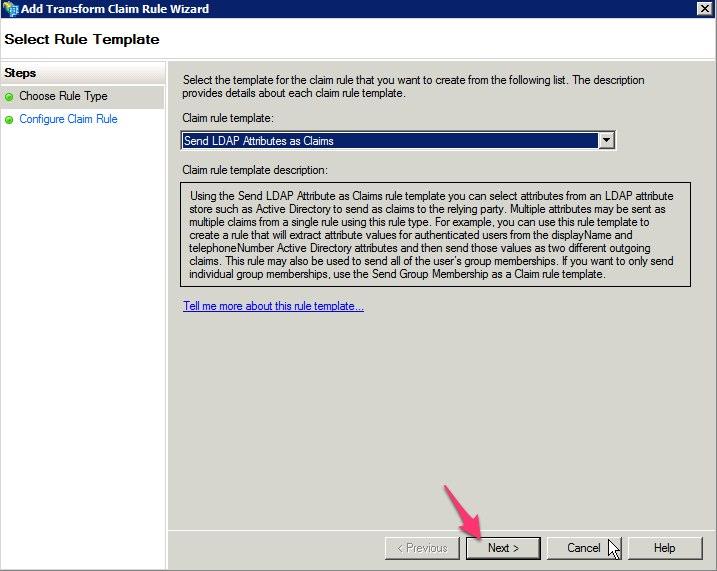 Add Transform Claim Rule Wizard
Select Rule Template
Steps
Choose Rule Type
Configure Claim Rule
Select the template for the claim rule that you want to create from the following list. The description
provides details about each claim rule template.
Claim rule template:
Send LDAP Attributes as Claims
Claim rule template description:
Using the Send LDAP Attribute as Claims rule template you can select attributes from an LDAP attribute
store such as Active Directory to send as claims to the relying party. Multiple attributes may be sent as
multiple claims from a single rule using this rule type. For example, you can use this rule template to
create a rule that will extract attribute values for authenticated users from the displayName and
telephoneNumber Active Directory attributes and then send those values as two different outgoing
claims. This rule may also be used to send all of the user's group memberships. If you want to only send
individual group memberships, use the Send Group Membership as a Claim rule template.
Tell me more about this rule template...
< Previous
Next >
Cancel
Help